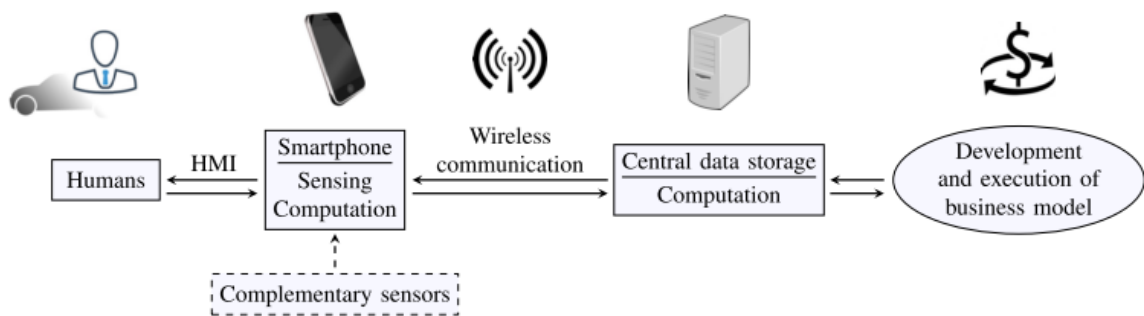 Humans
HMI
Smartphone
Sensing
Computation
Complementary sensors
Wireless
communication
Central data storage
Computation
Development
and execution of
business model